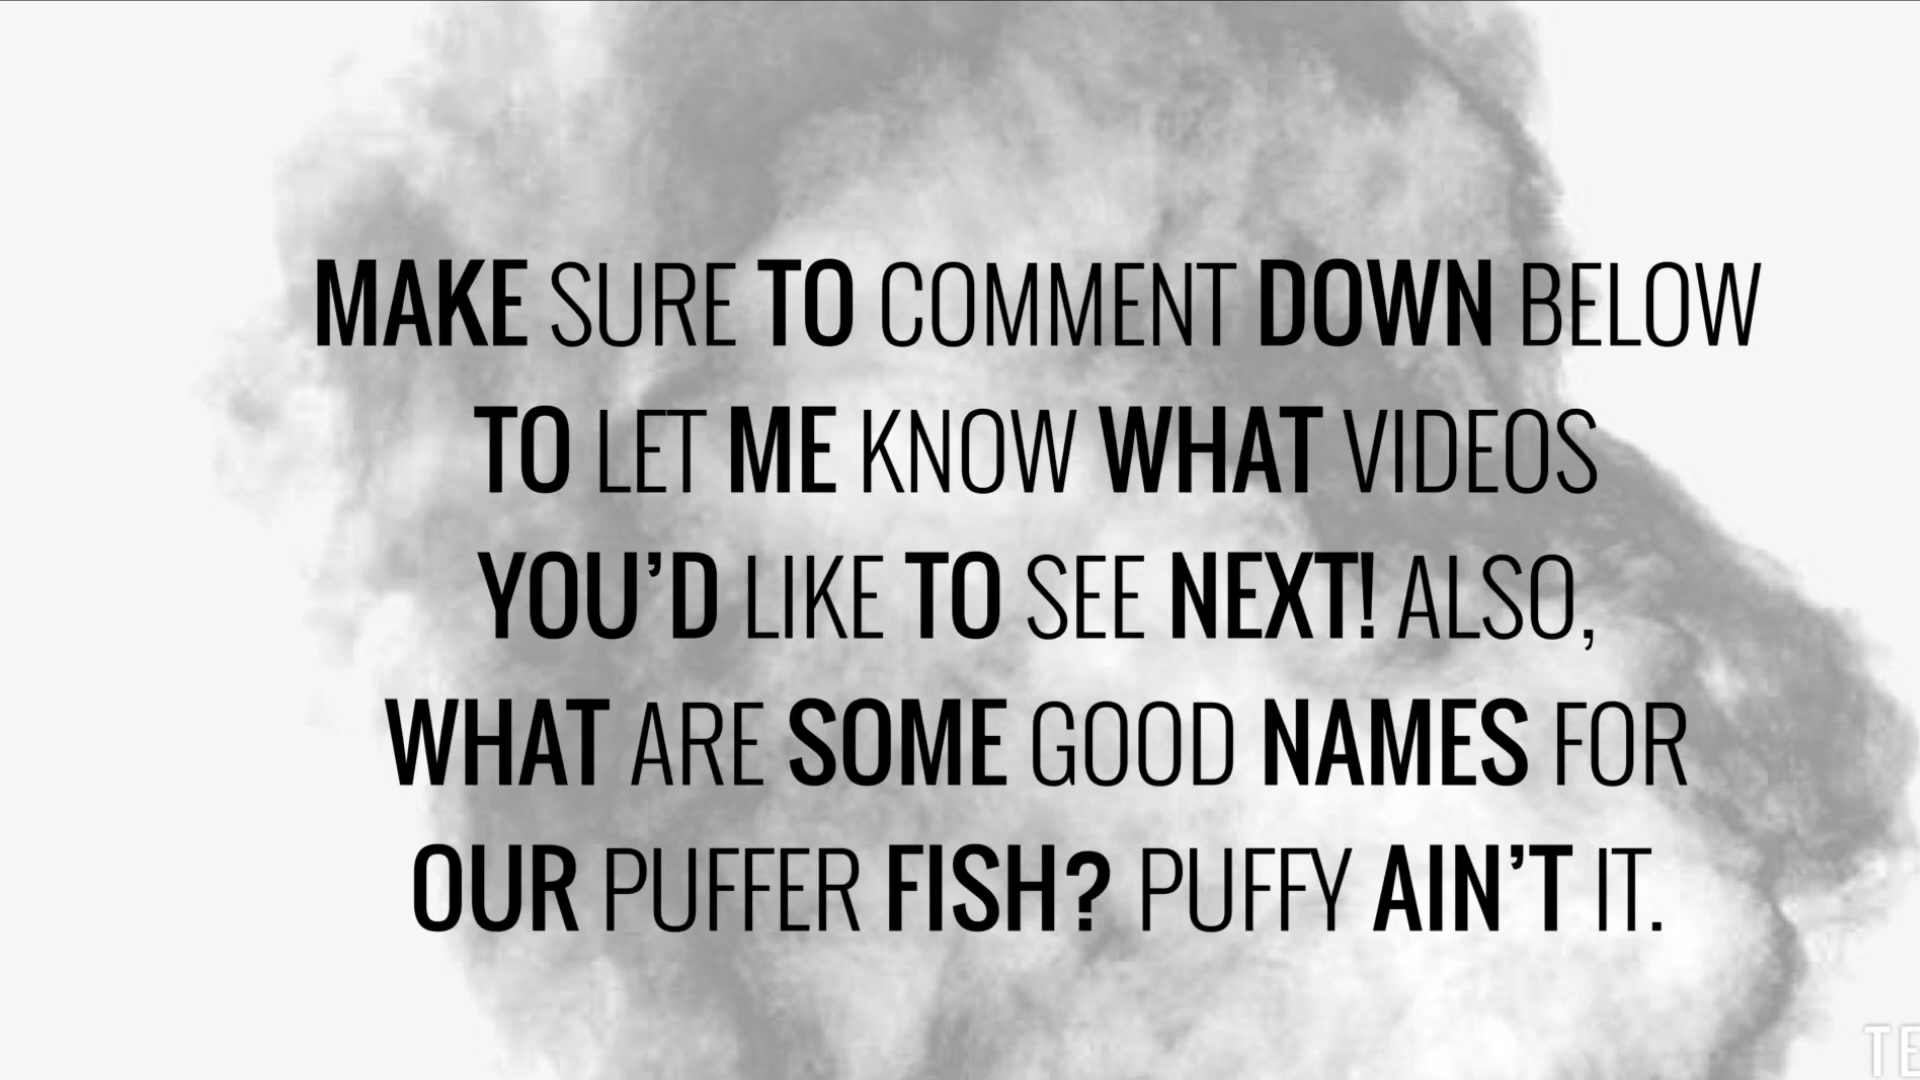 MAKE SURE TO COMMENT DOWN BELOW
TO LET ME KNOW WHAT VIDEOS
YOU'D LIKE TO SEE NEXT! ALSO,
WHAT ARE SOME GOOD NAMES FOR
OUR PUFFER FISH? PUFFY AIN'T IT.